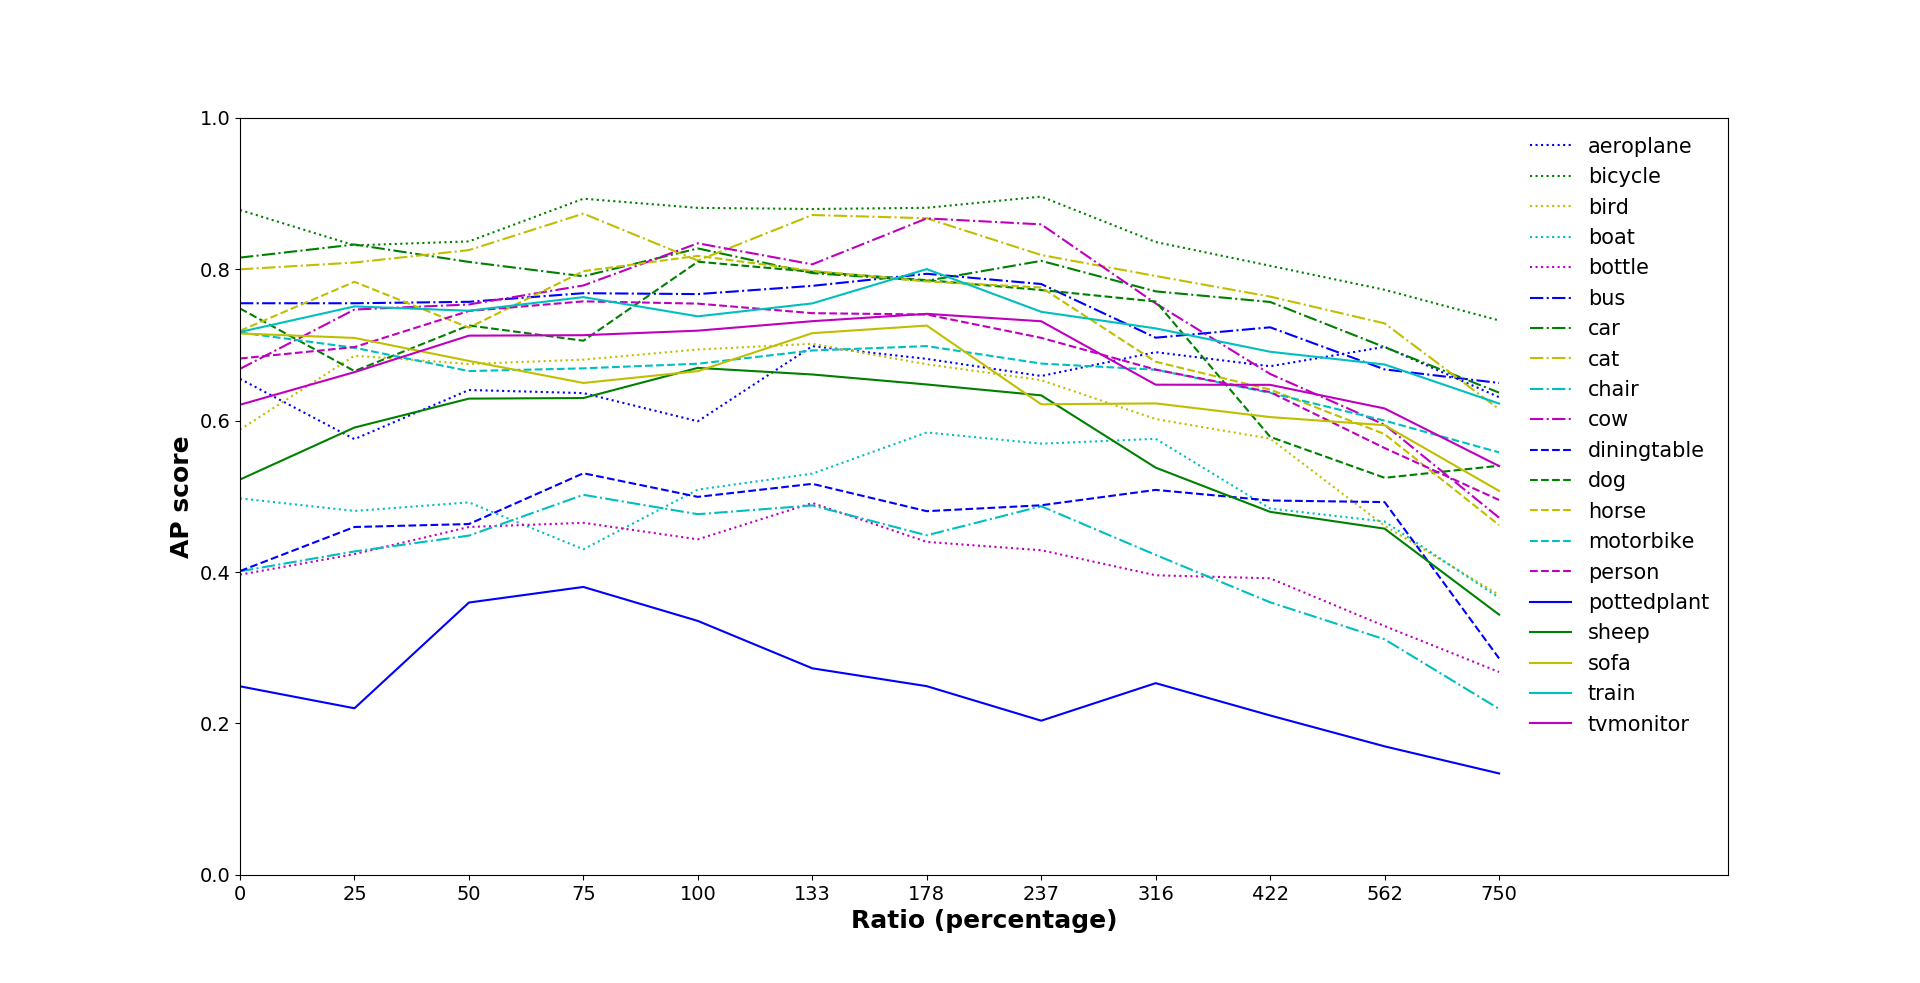 1.0
0.8
0.6
0.4
0.2
0.0
AP score
0 25 50 75 100 133 178 237 316 422 562 750
Ratio (percentage)
aeroplane
bicycle
bird
boat
bottle
bus
car
cat
chair
cow
diningtable
dog
horse
motorbike
person
pottedplant
sheep
sofa
train
tvmonitor